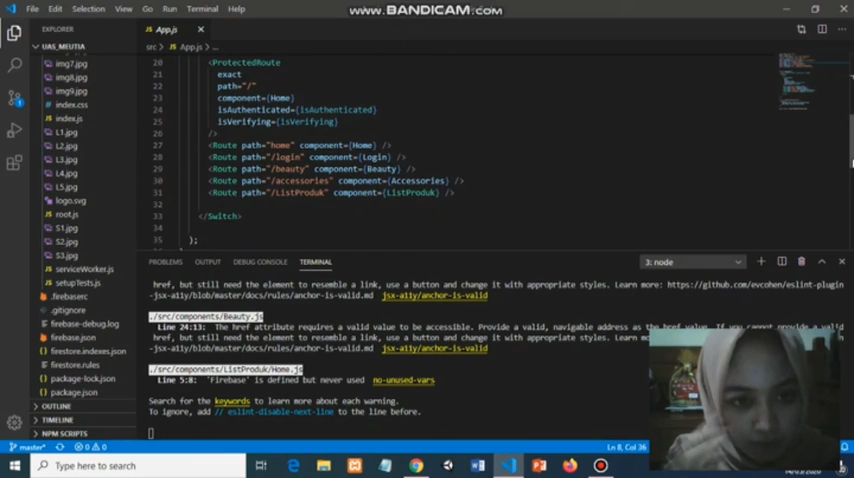 File Edit Selection View Go Run Terminal Help
www.BANDICAM.com
EXPLORER
App.js
UAS_MEUTIA
src > App.js > ...
img7.jpg
img8.jpg
img9.jpg
index.css
index.js
L1.jpg
L2.jpg
L3.jpg
L4.jpg
L5.jpg
logo.svg
root.js
S1.jpg
S2.jpg
S3.jpg
serviceWorker.js
setupTests.js
.firebaserc
.gitignore
firebase-debug.log
firebase.json
firestore.indexes.json
firestore.rules
package-lock.json
package.json
OUTLINE
TIMELINE
NPM SCRIPTS
20 <ProtectedRoute
21 exact
22 path="/"
23 component={Home}
24 isAuthenticated={isAuthenticated}
25 isVerifying={isVerifying}
26 />
27 <Route path="home" component={Home} />
28 <Route path="/login" component={Login} />
29 <Route path="/beauty" component={Beauty} />
30 <Route path="/accessories" component={Accessories} />
31 <Route path="/ListProduk" component={ListProduk} />
32
33 </Switch>
34
35 );
PROBLEMS OUTPUT DEBUG CONSOLE TERMINAL 3: node
href, but still need the element to resemble a link, use a button and change it with appropriate styles. Learn more: https://github.com/evcohen/eslint-plugin
-jsx-a11y/blob/master/docs/rules/anchor-is-valid.md jsx-a11y/anchor-is-valid
./src/components/Beauty.js
Line 24:13: The href attribute requires a valid value to be accessible. Provide a valid, navigable address as the href value. If you cannot provide a valid
href, but still need the element to resemble a link, use a button and change it with appropriate styles. Learn mor
-jsx-a11y/blob/master/docs/rules/anchor-is-valid.md jsx-a11y/anchor-is-valid
./src/components/ListProduk/Home.js
Line 5:8: 'Firebase' is defined but never used no-unused-vars
Search for the keywords to learn more about each warning.
To ignore, add // eslint-disable-next-line to the line before.
master* 0 0 Ln 8, Col 36
Type here to search